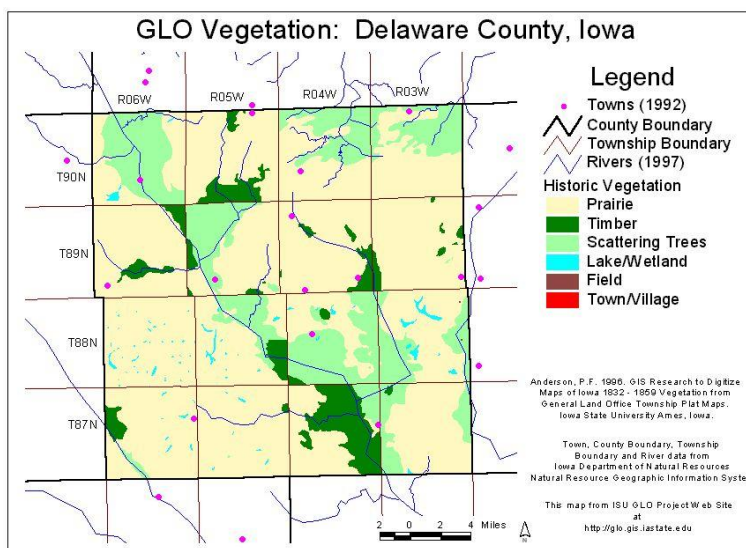 GLO Vegetation: Delaware County, Iowa
R06W R05W R04W R03W
T90N
T89N
T88N
T87N
Legend
Towns (1992)
County Boundary
Township Boundary
Rivers (1997)
Historic Vegetation
Prairie
Timber
Scattering Trees
Lake/Wetland
Field
Town/Village
Anderson, P.F. 1996. GIS Research to Digitize
Maps of Iowa 1832 - 1859 Vegetation from
General Land Office Township Plat Maps.
Iowa State University Ames, Iowa.
Town, County Boundary, Township
Boundary and River data from
Iowa Department of Natural Resources
Natural Resource Geographic Information Syste
This map from ISU GLO Project Web Site
at
http://glo.gis.iastate.edu
2 0 2 4 Miles
N